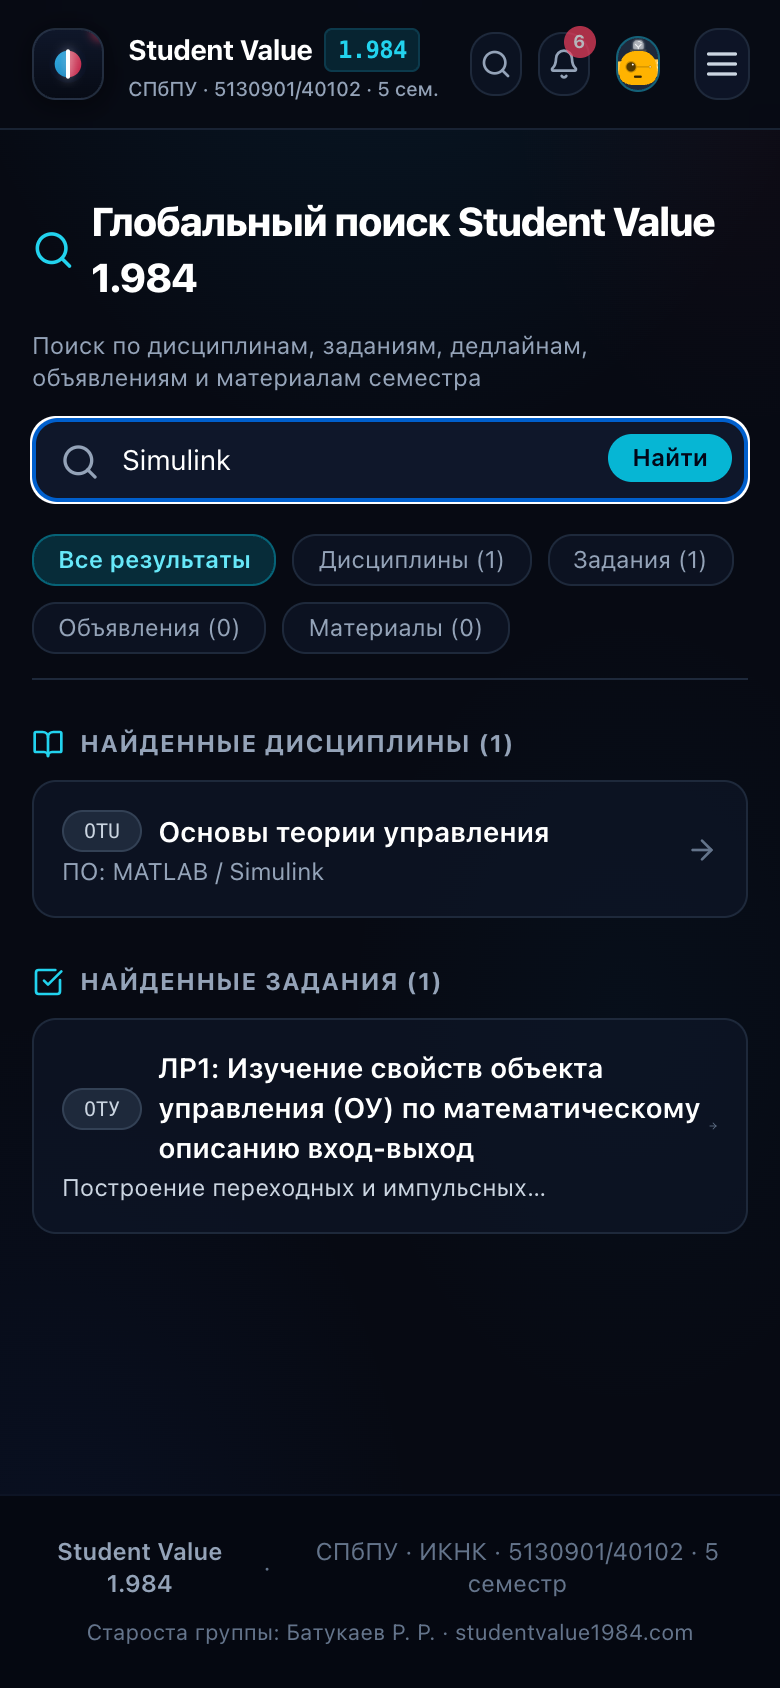 Student Value 1.984
СПбПУ · 5130901/40102 · 5 сем.
6
Глобальный поиск Student Value
1.984
Поиск по дисциплинам, заданиям, дедлайнам,
объявлениям и материалам семестра
Simulink
Найти
Все результаты
Дисциплины (1)
Задания (1)
Объявления (0)
Материалы (0)
НАЙДЕННЫЕ ДИСЦИПЛИНЫ (1)
OTU Основы теории управления
ПО: MATLAB / Simulink
НАЙДЕННЫЕ ЗАДАНИЯ (1)
ЛР1: Изучение свойств объекта
ОТУ управления (ОУ) по математическому
описанию вход-выход
Построение переходных и импульсных...
Student Value
1.984
·
СПбПУ · ИКНК · 5130901/40102 · 5
семестр
Староста группы: Батукаев Р. Р. · studentvalue1984.com